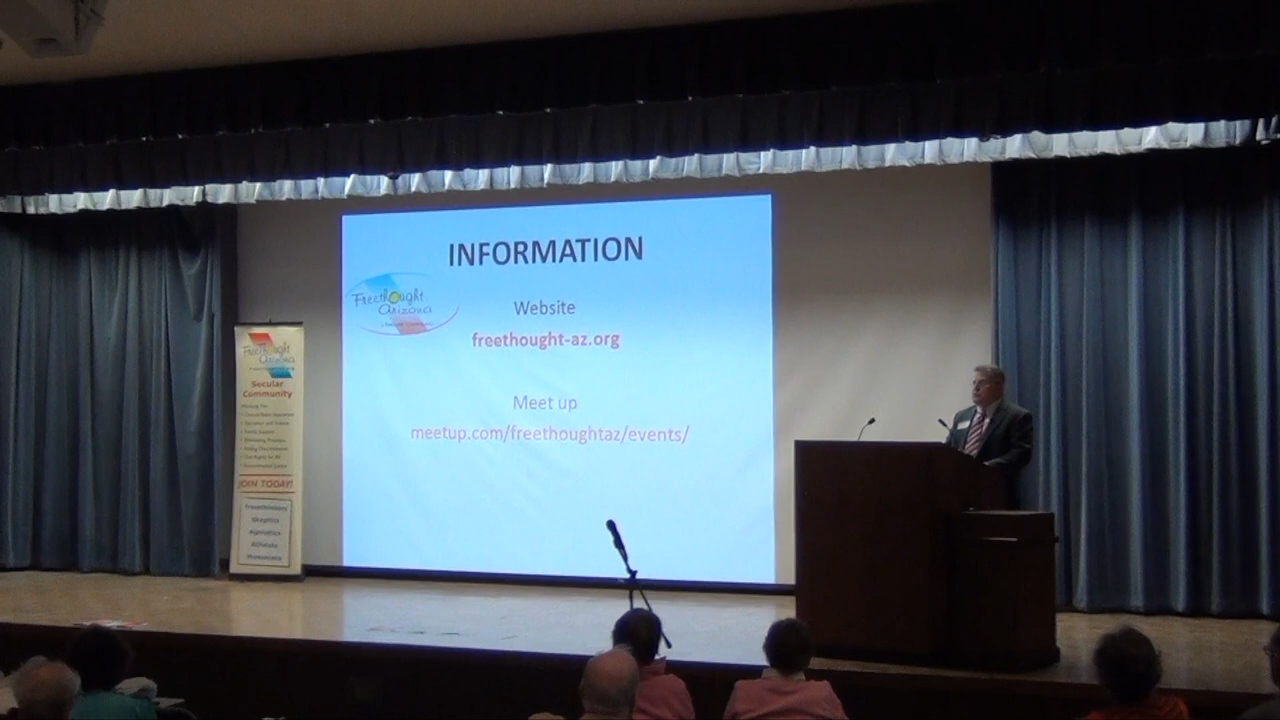 INFORMATION
Freethought
Arizona
Website
freethought-az.org
Meet up
meetup.com/freethoughtaz/events/
FreeThought
Arizona
Secular
Community
JOIN TODAY!
Freethinkers
Skeptics
Agnostics
Atheists
Humanists